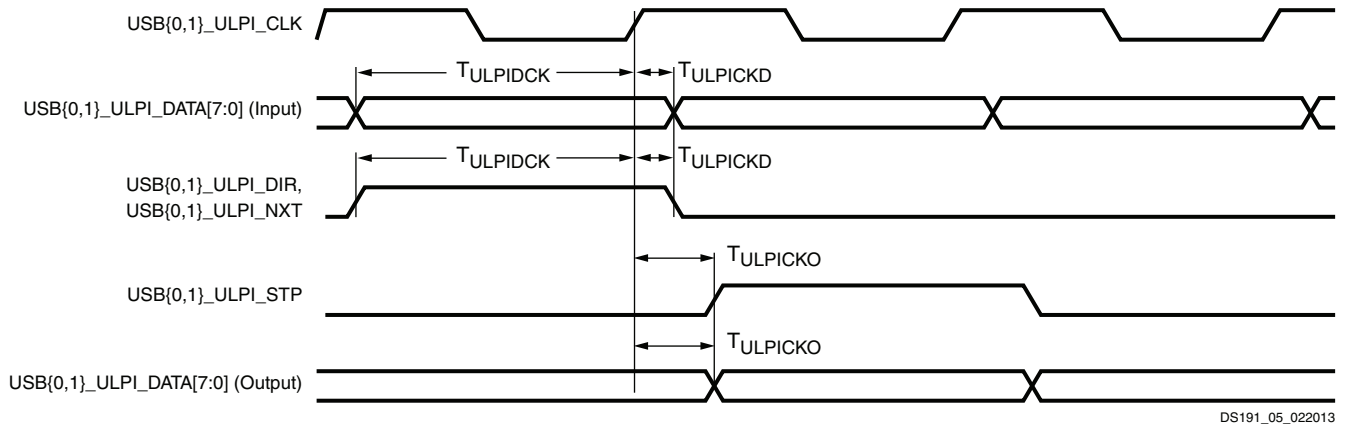 USB{0,1}_ULPI_CLK
TULPIDCK TULPICKD
USB{0,1}_ULPI_DATA[7:0] (Input)
TULPIDCK TULPICKD
USB{0,1}_ULPI_DIR,
USB{0,1}_ULPI_NXT
TULPICKO
USB{0,1}_ULPI_STP
TULPICKO
USB{0,1}_ULPI_DATA[7:0] (Output)
DS191_05_022013